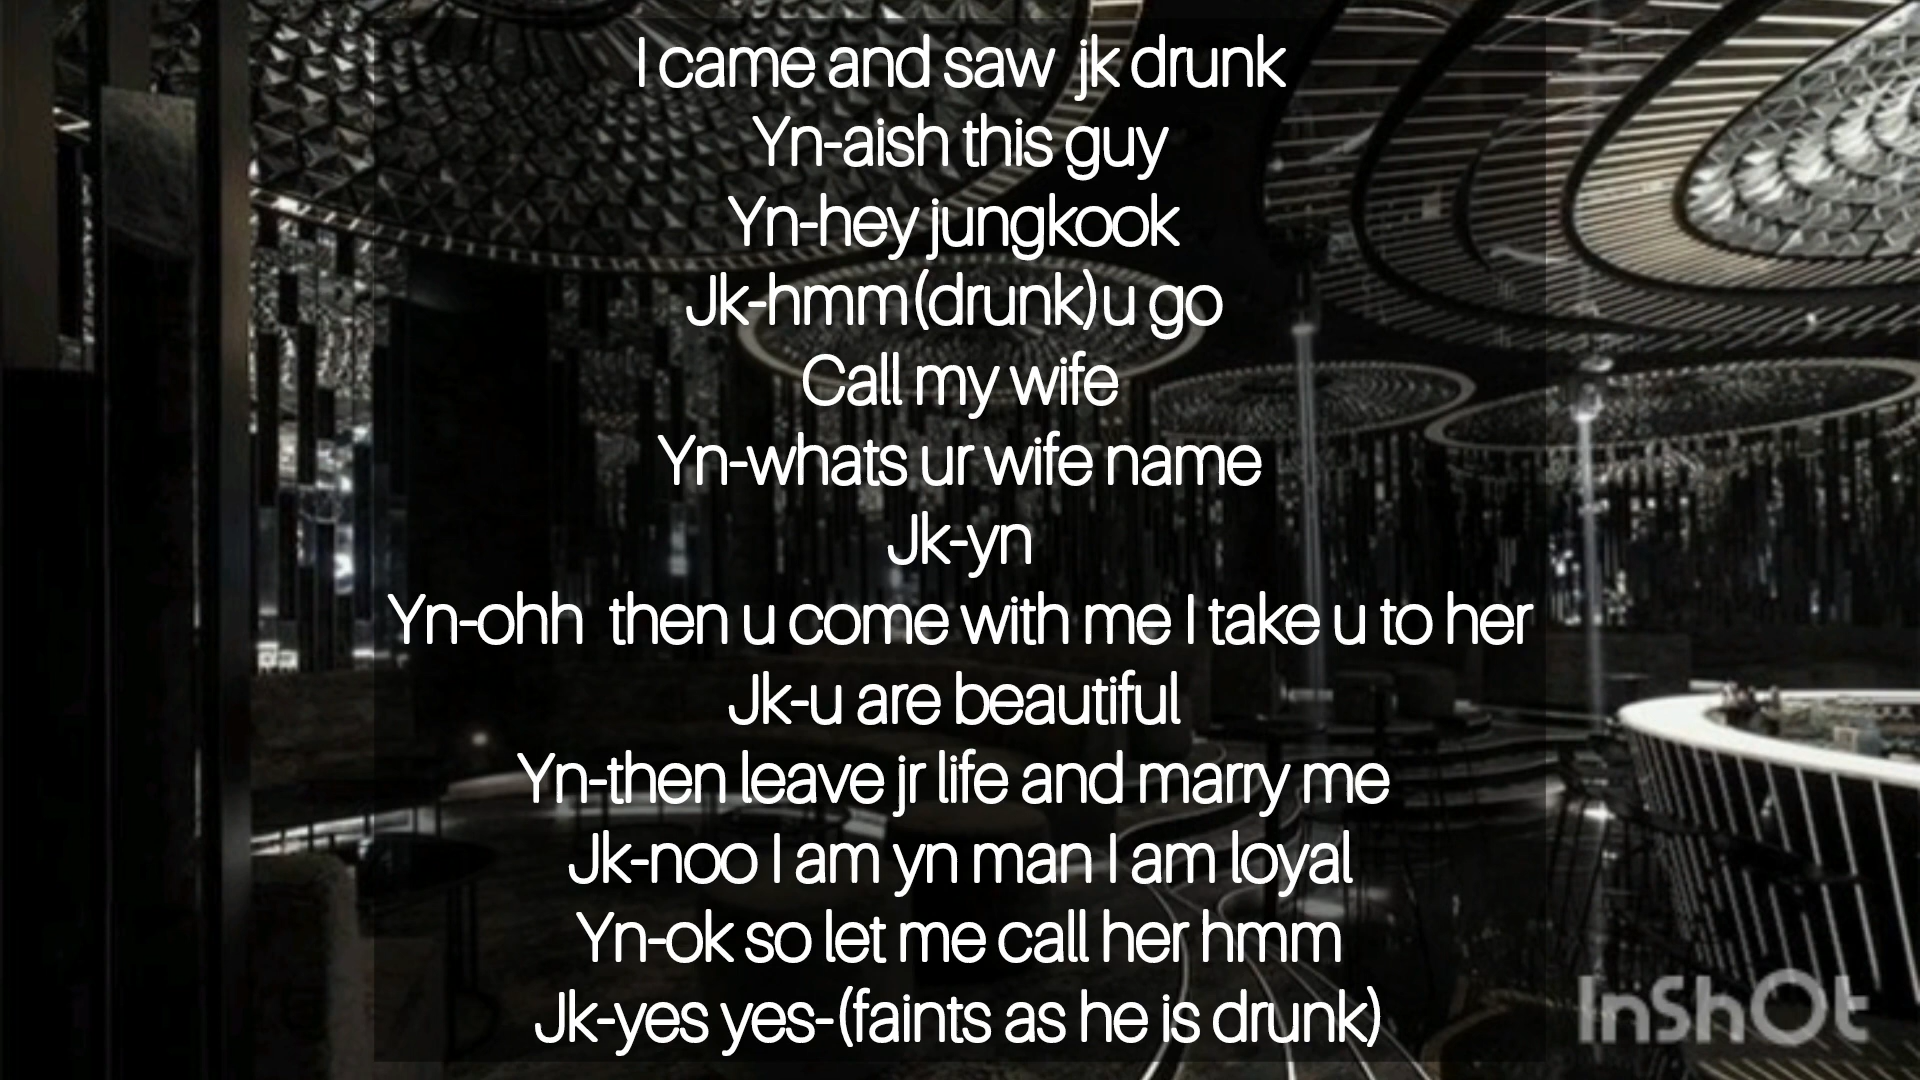 I came and saw  jk drunk
Yn-aish this guy
Yn-hey jungkook
Jk-hmm(drunk)u go
Call my wife
Yn-whats ur wife name
Jk-yn
Yn-ohh  then u come with me I take u to her
Jk-u are beautiful
Yn-then leave jr life and marry me
Jk-noo I am yn man I am loyal
Yn-ok so let me call her hmm
Jk-yes yes-(faints as he is drunk)
InShOt